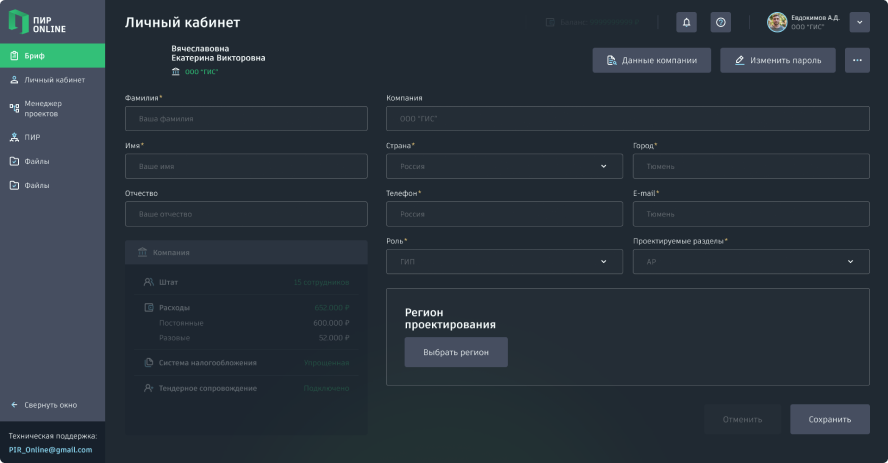 ПИР
ONLINE
Личный кабинет
Евдокимов А.Д.
ООО "ГИС"
Бриф
Личный кабинет
Менеджер
проектов
ПИР
Файлы
Файлы
Свернуть окно
Техническая поддержка:
PIR_Online@gmail.com
Вячеславовна
Екатерина Викторовна
ООО "ГИС"
Данные компании
Изменить пароль
Фамилия*
Ваша фамилия
Имя*
Ваше имя
Отчество
Ваше отчество
Компания
ООО "ГИС"
Страна*
Россия
Город*
Тюмень
Телефон*
Россия
E-mail*
Тюмень
Роль*
ГИП
Проектируемые разделы*
АР
Компания
Штат
15 сотрудников
Расходы
652.000 ₽
Постоянные
600.000 ₽
Разовые
52.000 ₽
Система налогообложения
Упрощенная
Тендерное сопровождение
Подключено
Регион
проектирования
Выбрать регион
Отменить
Сохранить